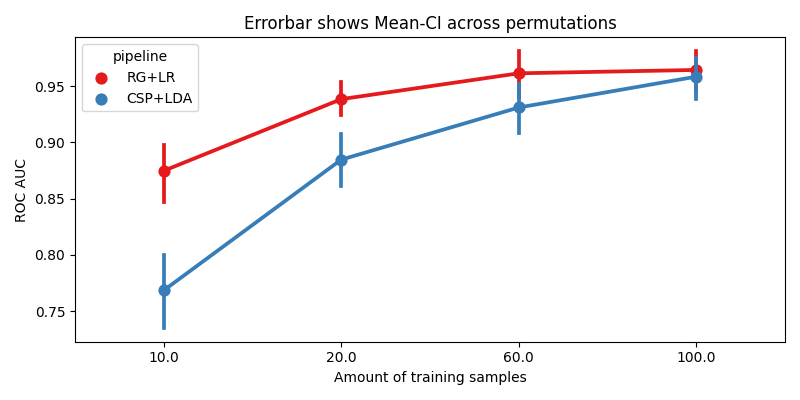 Errorbar shows Mean-CI across permutations
pipeline
RG+LR
CSP+LDA
ROC AUC
0.95
0.90
0.85
0.80
0.75
10.0
20.0
60.0
100.0
Amount of training samples